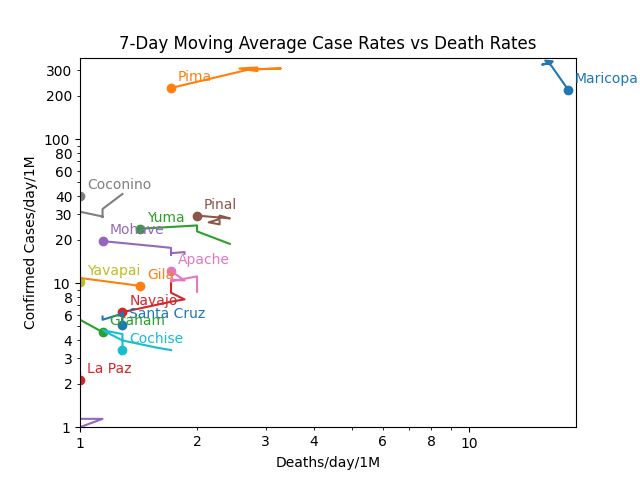 7-Day Moving Average Case Rates vs Death Rates
300
200
100
80
60
40
30
20
10
8
6
4
3
2
1
Confirmed Cases/day/1M
Pima
Maricopa
Coconino
Pinal
Yuma
Mohave
Apache
Yavapai
Gila
Navajo
Santa Cruz
Graham
Cochise
La Paz
1
2
3
4
6
8
10
Deaths/day/1M